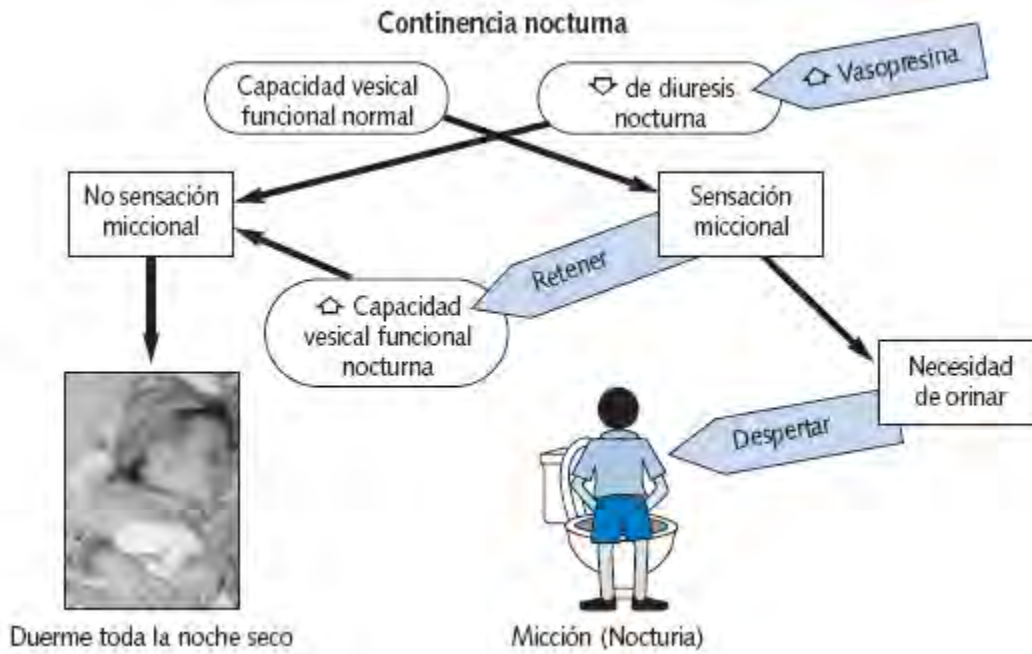 Continencia nocturna
Capacidad vesical
funcional normal
de diuresis
nocturna
Vasopresina
No sensación
miccional
Sensación
miccional
Retener
Capacidad
vesical funcional
nocturna
Necesidad
de orinar
Despertar
Duerme toda la noche seco
Micción (Nocturia)